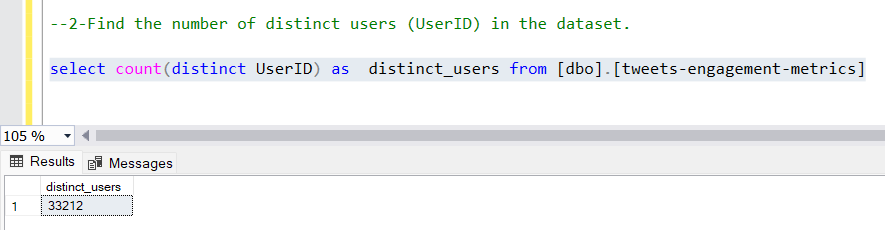 --2-Find the number of distinct users (UserID) in the dataset.
select count(distinct UserID) as  distinct_users from [dbo].[tweets-engagement-metrics]
105 %
Results Messages
distinct_users
1 33212